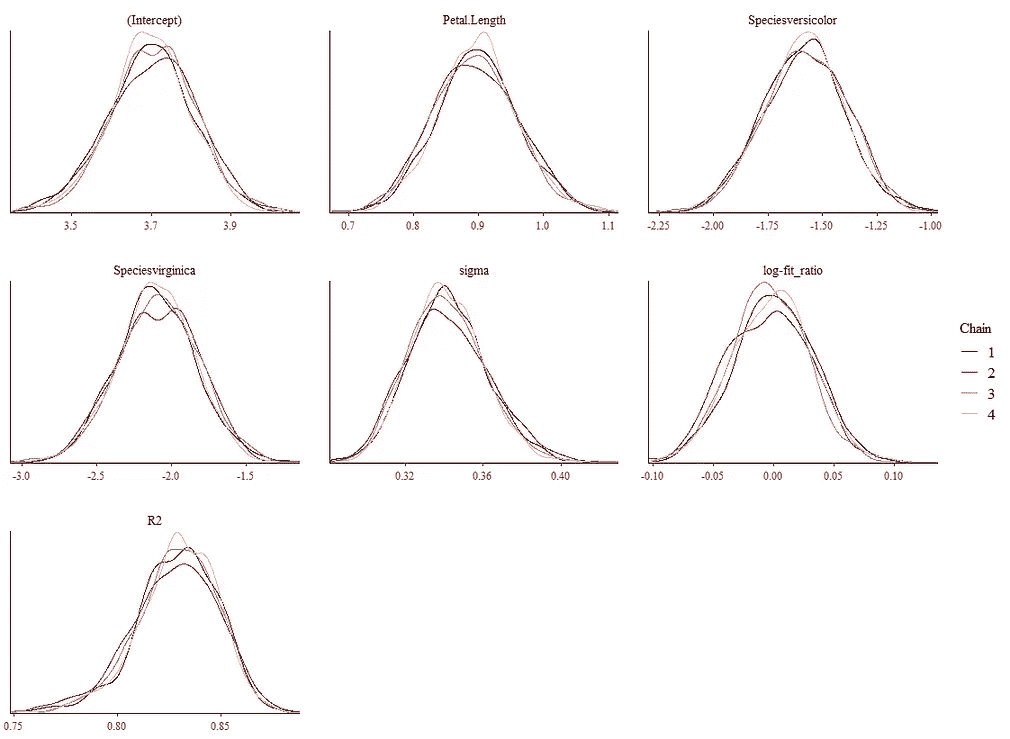 (Intercept)
Petal.Length
Speciesversicolor
3.5 3.7 3.9
0.7 0.8 0.9 1.0 1.1
-2.25 -2.00 -1.75 -1.50 -1.25 -1.00
Speciesvirginica
sigma
log-fit_ratio
-3.0 -2.5 -2.0 -1.5
0.32 0.36 0.40
-0.10 -0.05 0.00 0.05 0.10
Chain
1
2
3
4
R2
0.75 0.80 0.85